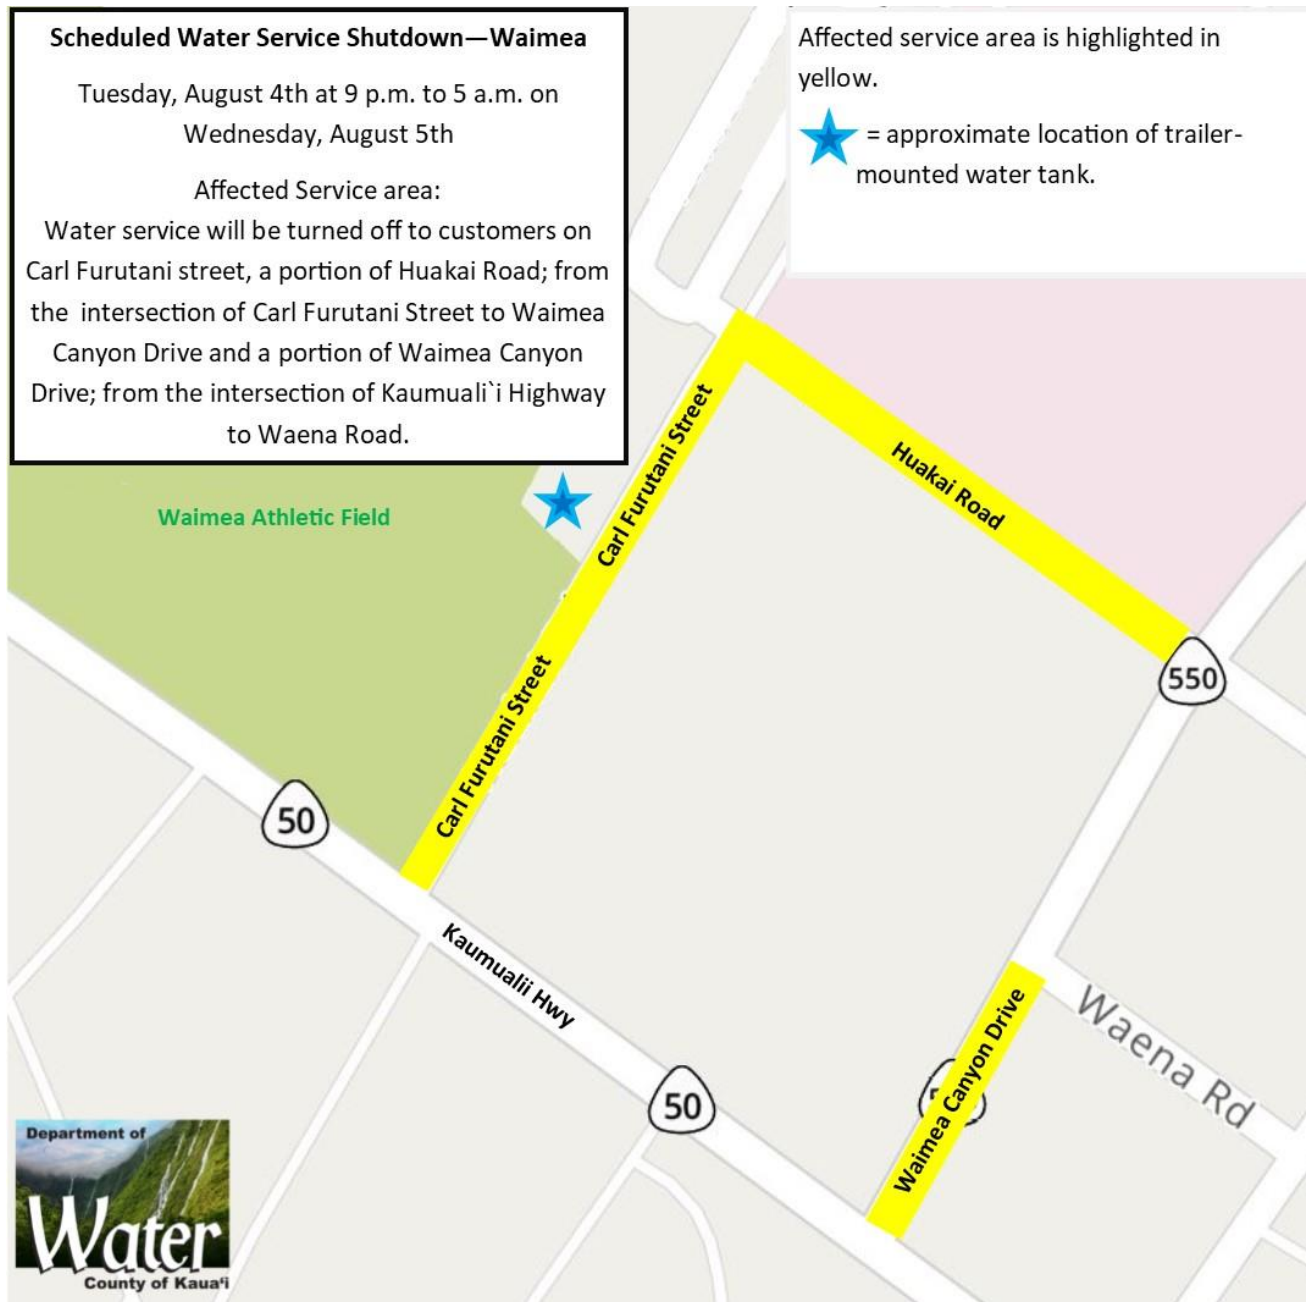 Scheduled Water Service Shutdown—Waimea
Tuesday, August 4th at 9 p.m. to 5 a.m. on
Wednesday, August 5th
Affected Service area:
Water service will be turned off to customers on
Carl Furutani street, a portion of Huakai Road; from
the intersection of Carl Furutani Street to Waimea
Canyon Drive and a portion of Waimea Canyon
Drive; from the intersection of Kaumuali`i Highway
to Waena Road.
Affected service area is highlighted in
yellow.
= approximate location of trailer-
mounted water tank.
Carl Furutani Street
Huakai Road
Waimea Athletic Field
Carl Furutani Street
550
50
Kaumualii Hwy
Waimea Canyon Drive
Waena Rd
50
Department of
Water
County of Kaua'i